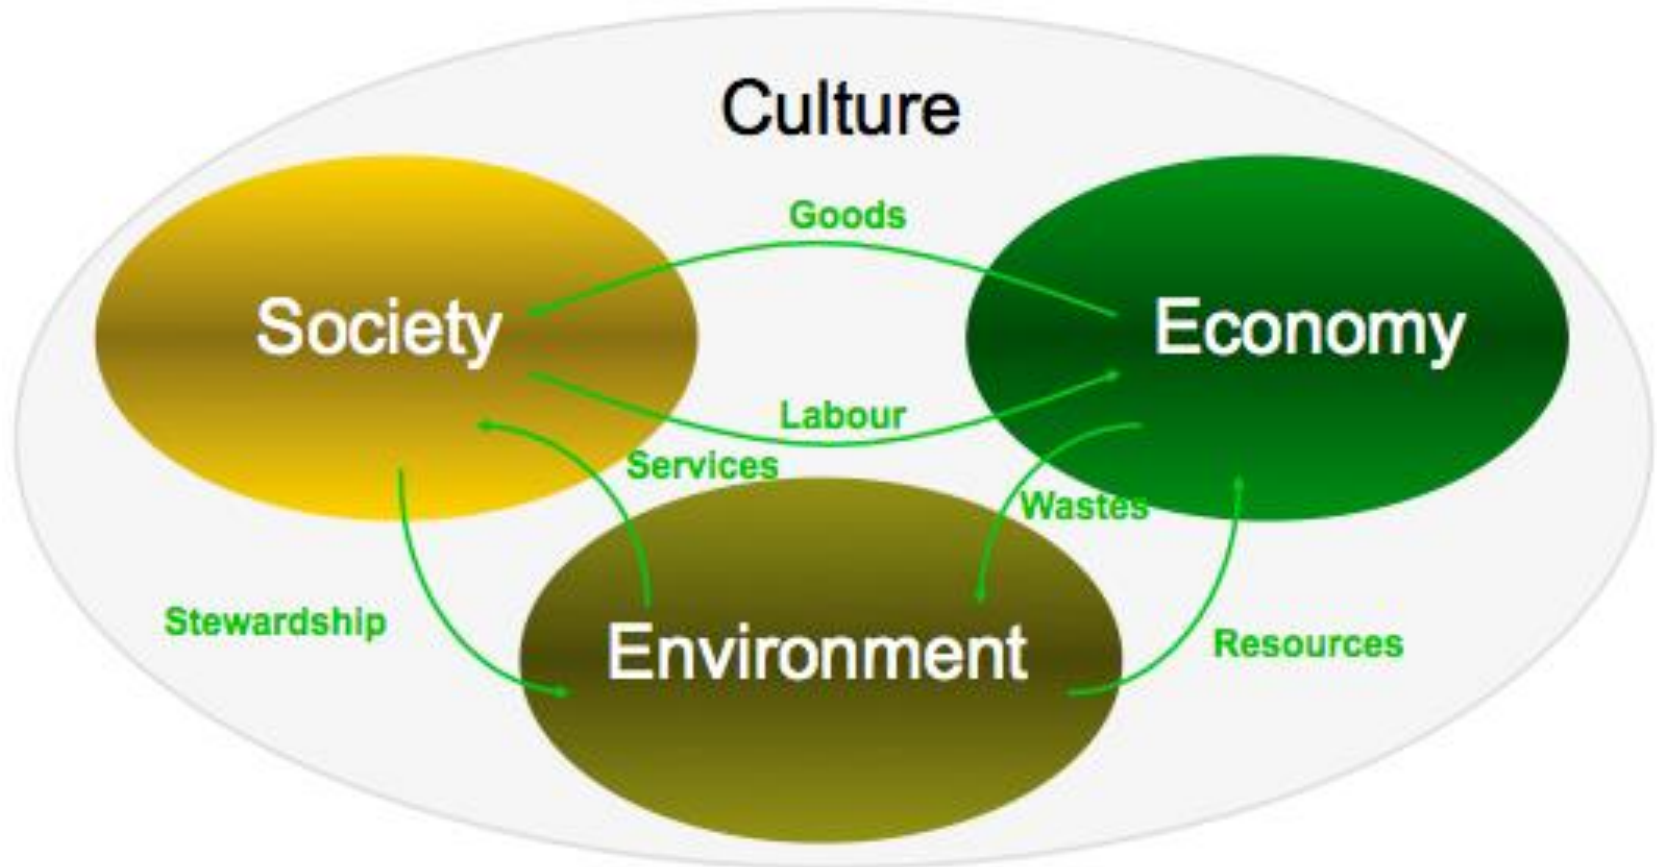 Culture
Goods
Society
Economy
Labour
Services
Wastes
Stewardship
Environment
Resources